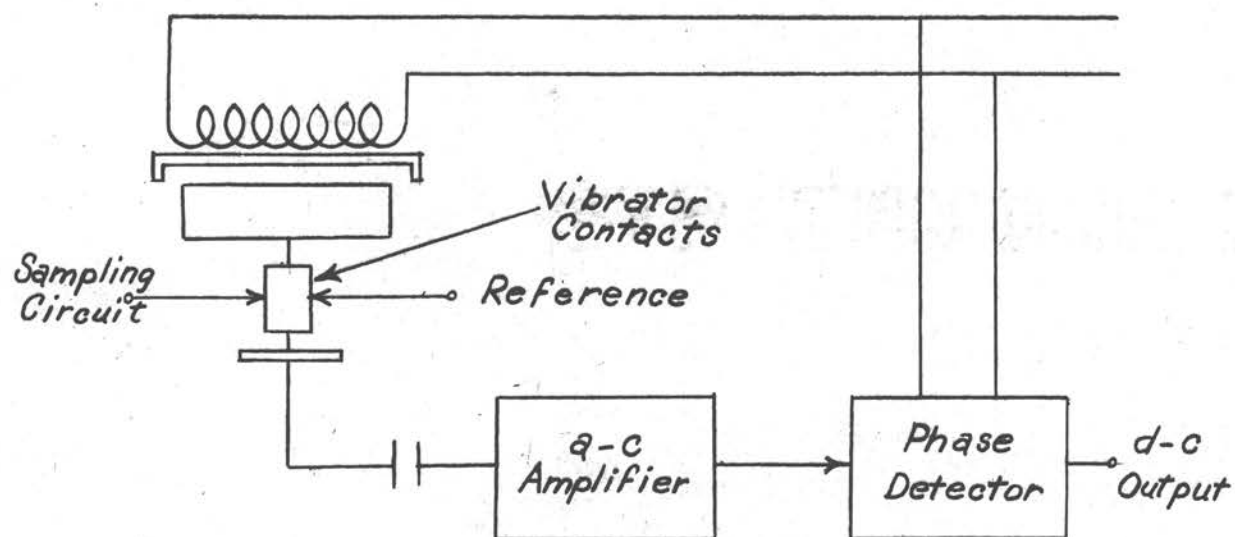 Vibrator
Contacts
Sampling
Circuit
Reference
a-c
Amplifier
Phase
Detector
d-c
Output